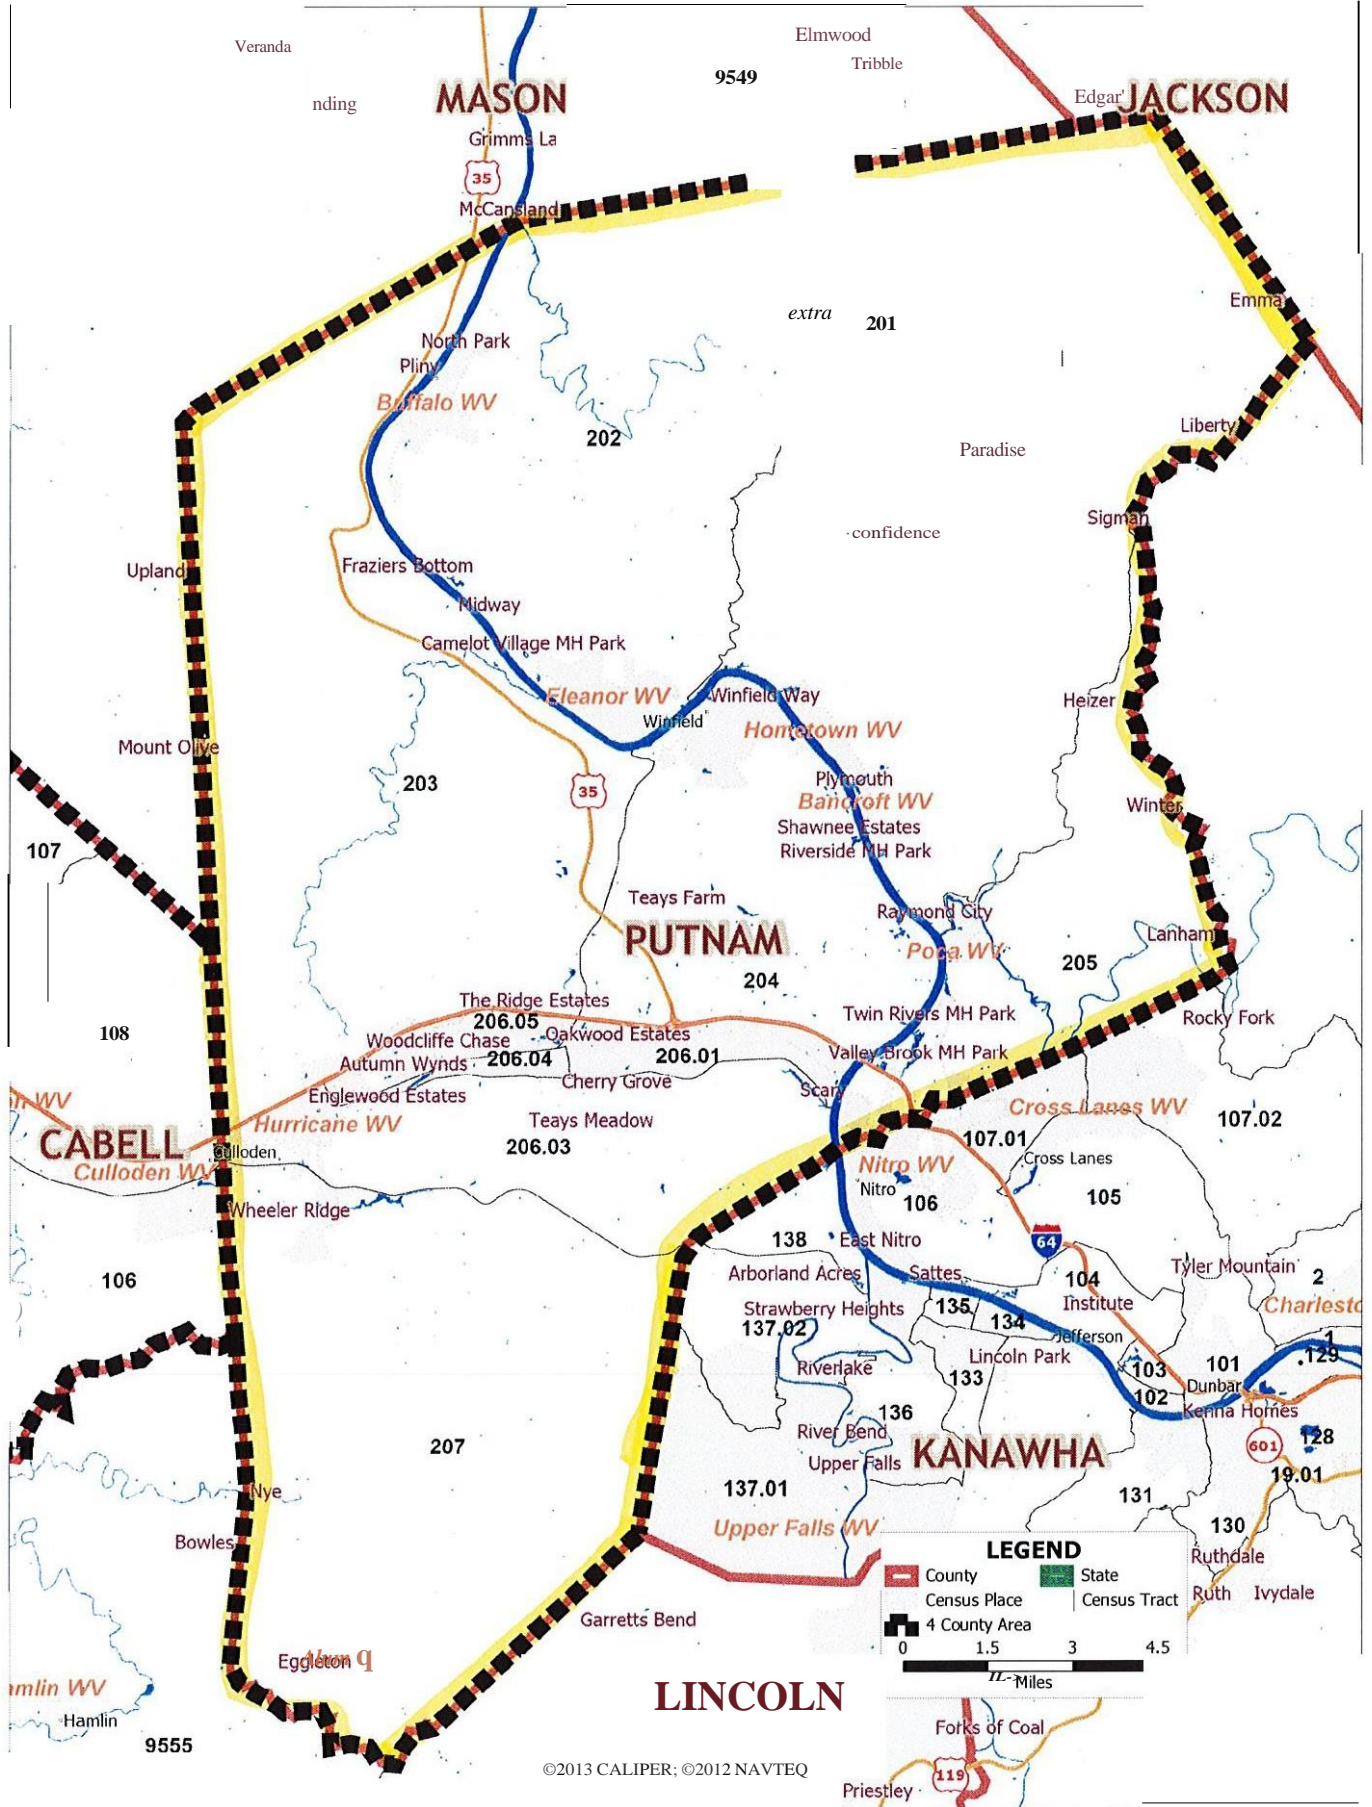 Elmwood
Veranda
Tribble
9549
MASON
Edgar'
JACKSON
nding
Grimms La
35
McCansland
Emma
extra
201
North Park
Pliny
Buffalo WV
Liberty
202
Paradise
Sigman
confidence
Upland
Fraziers Bottom
Midway
Camelot Village MH Park
Eleanor WV
Winfield Way
Heizer
Winfield
Hometown WV
Mount Olive
203
35
Plymouth
Bancroft WV
Winter
Shawnee Estates
107
Riverside MH Park
Teays Farm
Raymond City
PUTNAM
Lanham
Poca WV
205
204
The Ridge Estates
Twin Rivers MH Park
Rocky Fork
206.05
108
Woodcliffe Chase
Oakwood Estates
206.04
206.01
Valley Brook MH Park
Autumn Wynds
Cherry Grove
Scary
Englewood Estates
WV
Hurricane WV
Teays Meadow
Cross Lanes WV
107.02
CABELL
206.03
107.01
Culloden
Culloden WV
Nitro WV
Cross Lanes
Nitro
106
105
Wheeler Ridge
138
East Nitro
64
106
Arborland Acres
Sattes
104
Tyler Mountain
2
Strawberry Heights
135
Institute
Charlesto
137.02
134
Jefferson
1
Riverlake
Lincoln Park
129
133
103
101
102
Dunbar
136
Kenna Homes
River Bend
KANAWHA
207
601
128
Upper Falls
19.01
137.01
131
Nye
130
Upper Falls WV
Bowles
LEGEND
Ruthdale
County
State
Census Place
Census Tract
Ruth
Ivydale
4 County Area
Garretts Bend
0 1.5 3 4.5
Miles
Eggleton
amlin WV
LINCOLN
Hamlin
Forks of Coal
9555
©2013 CALIPER; ©2012 NAVTEQ
119
Priestley